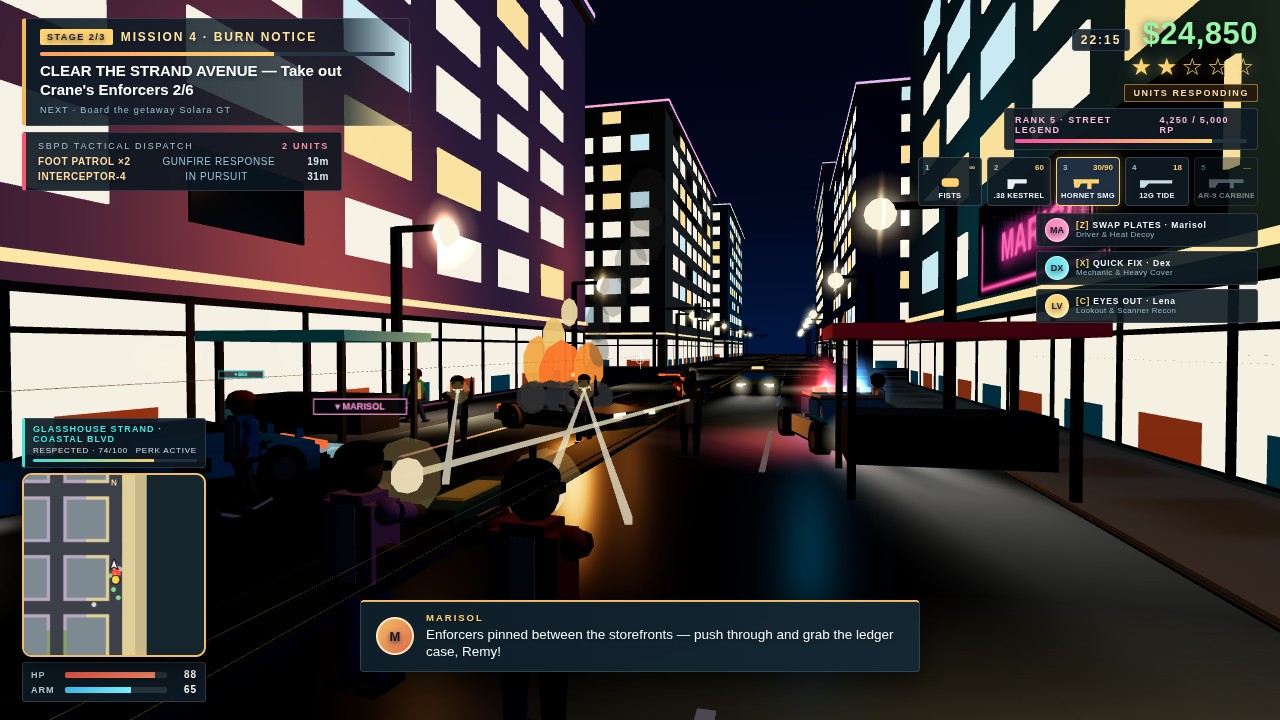 STAGE 2/3 MISSION 4 · BURN NOTICE
CLEAR THE STRAND AVENUE — Take out
Crane's Enforcers 2/6
NEXT · Board the getaway Solara GT
SBPD TACTICAL DISPATCH 2 UNITS
FOOT PATROL ×2 GUNFIRE RESPONSE 19m
INTERCEPTOR-4 IN PURSUIT 31m
22:15 $24,850
★ ★ ☆ ☆ ☆
UNITS RESPONDING
RANK 5 · STREET LEGEND 4,250 / 5,000 RP
1 ∞ FISTS
2 60 .38 KESTREL
3 30/90 HORNET SMG
4 18 12G TIDE
5 — AR-9 CARBINE
MA [Z] SWAP PLATES · Marisol
Driver & Heat Decoy
DX [X] QUICK FIX · Dex
Mechanic & Heavy Cover
LV [C] EYES OUT · Lena
Lookout & Scanner Recon
MAR
▾ DEX
▾ MARISOL
GLASSHOUSE STRAND ·
COASTAL BLVD
RESPECTED · 74/100 PERK ACTIVE
N
HP 88
ARM 65
M
MARISOL
Enforcers pinned between the storefronts — push through and grab the ledger
case, Remy!